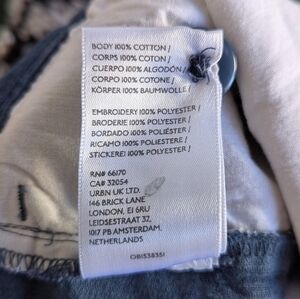 BODY 100% COTTON /
CORPS 100% COTON /
CUERPO 100% ALGODÓN /
CORPO 100% COTONE /
KÖRPER 100% BAUMWOLLE /
EMBROIDERY 100% POLYESTER /
BRODERIE 100% POLYESTER /
BORDADO 100% POLIÉSTER /
RICAMO 100% POLIESTERE /
STICKEREI 100% POLYESTER
RN# 66170
CA# 32054
URBN UK LTD.
146 BRICK LANE
LONDON, E1 6RU
LEIDSESTRAAT 32,
1017 PB AMSTERDAM,
NETHERLANDS
OB1538351